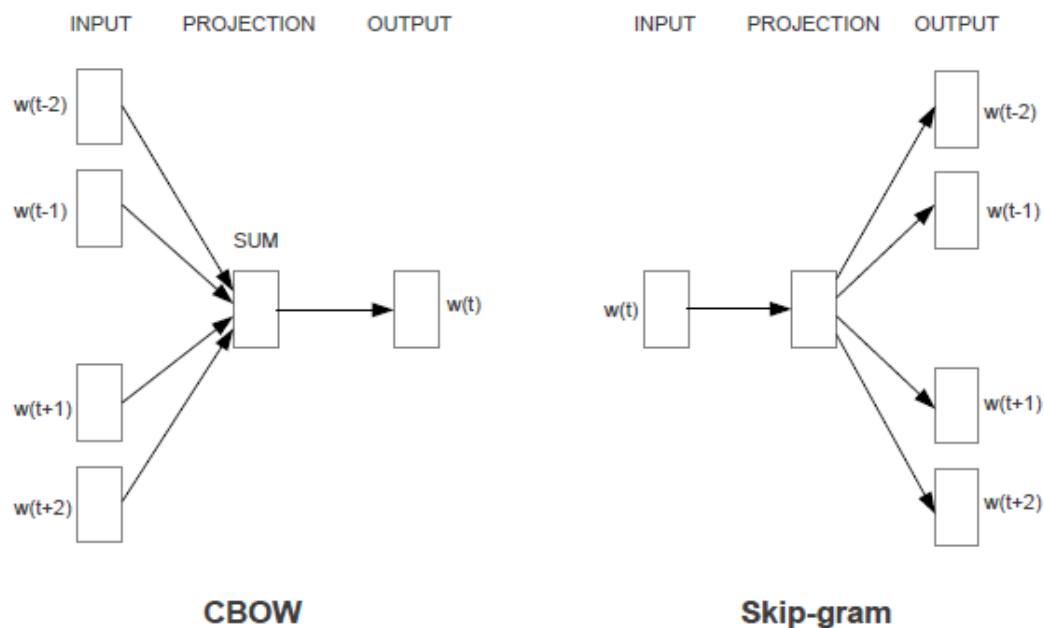 INPUT PROJECTION OUTPUT
w(t-2)
w(t-1)
SUM
w(t)
w(t+1)
w(t+2)
CBOW
INPUT PROJECTION OUTPUT
w(t-2)
w(t-1)
w(t)
w(t+1)
w(t+2)
Skip-gram